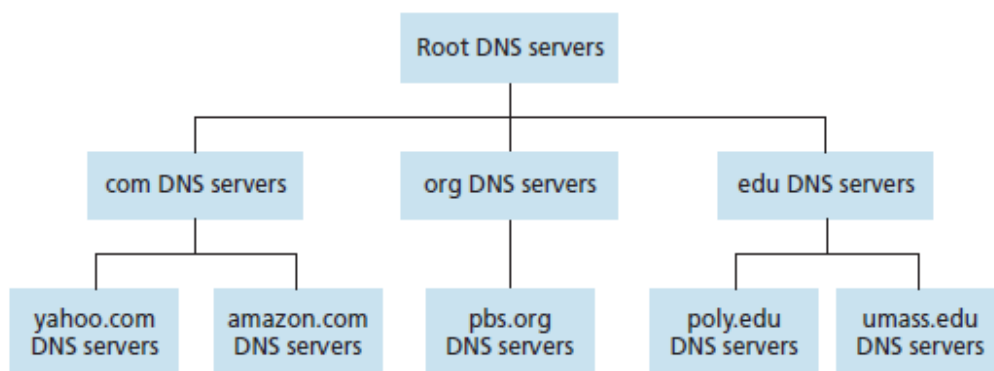 Root DNS servers
com DNS servers
org DNS servers
edu DNS servers
yahoo.com
DNS servers
amazon.com
DNS servers
pbs.org
DNS servers
poly.edu
DNS servers
umass.edu
DNS servers